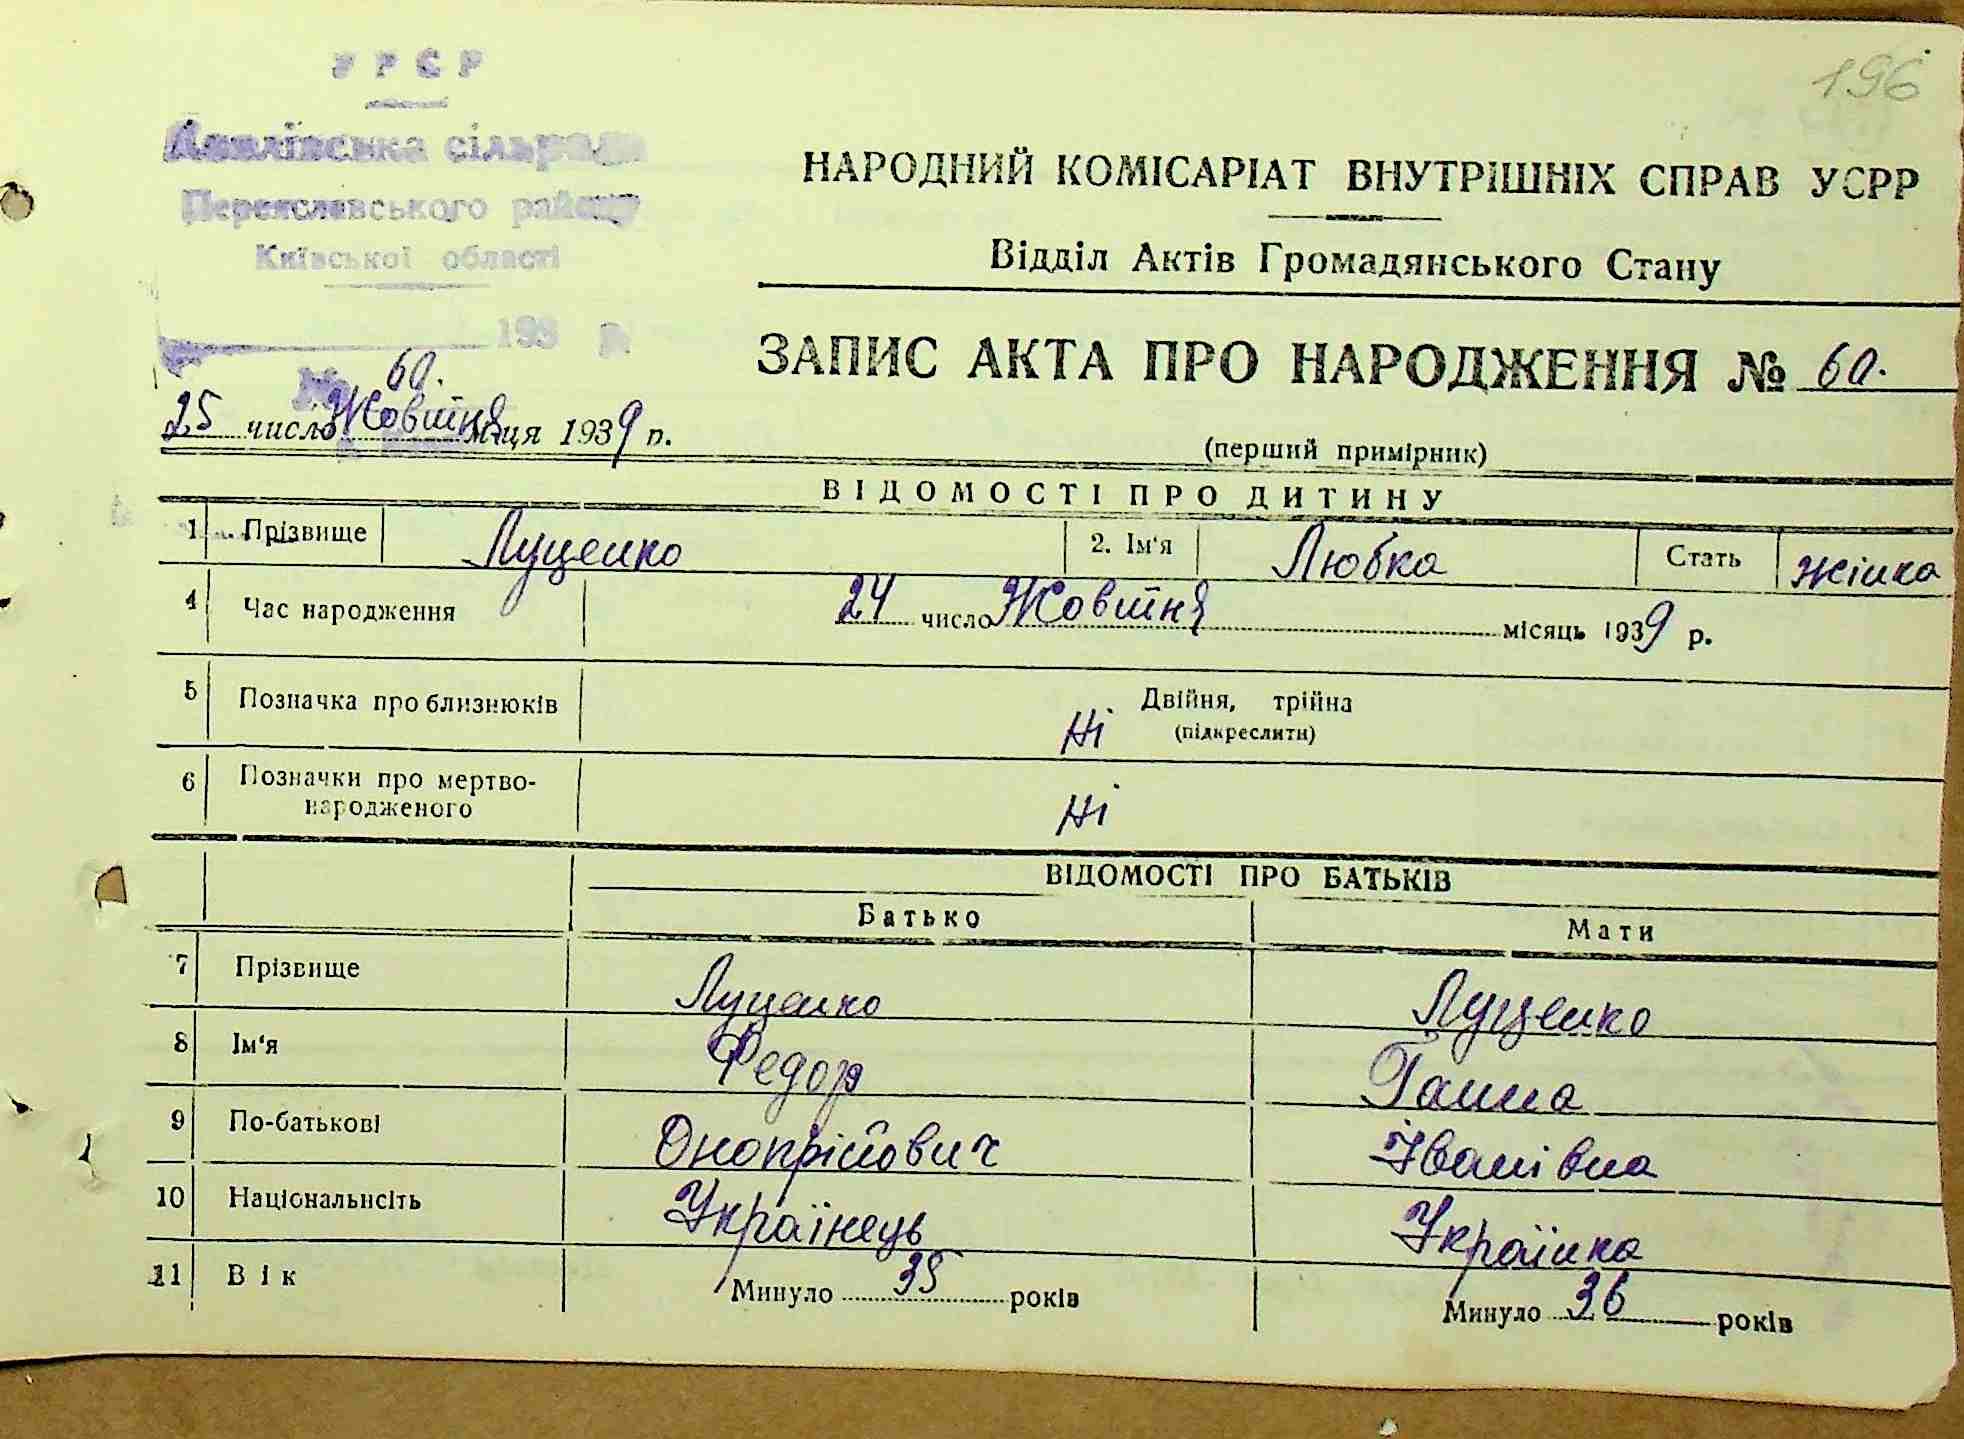 196
УРСР
сільрада
Переяславського району
Київської області
193 р.
№ 60.
НАРОДНИЙ КОМІСАРІАТ ВНУТРІШНІХ СПРАВ УСРР
Відділ Актів Громадянського Стану
ЗАПИС АКТА ПРО НАРОДЖЕННЯ № 60.
25 число Жовтня м-ця 1939 р.
(перший примірник)
ВІДОМОСТІ ПРО ДИТИНУ
1 Прізвище Луценко 2. Ім'я Любка Стать жінка
4 Час народження 24 число Жовтня місяць 1939 р.
5 Позначка про близнюків Ні Двійня, трійна
(підкреслити)
6 Позначки про мертво-
народженого Ні
ВІДОМОСТІ ПРО БАТЬКІВ
Батько Мати
7 Прізвище Луценко Луценко
8 Ім'я Федор Ганна
9 По-батькові Онопрійович Іванівна
10 Національність Українець Українка
11 Вік Минуло 35 років Минуло 36 років